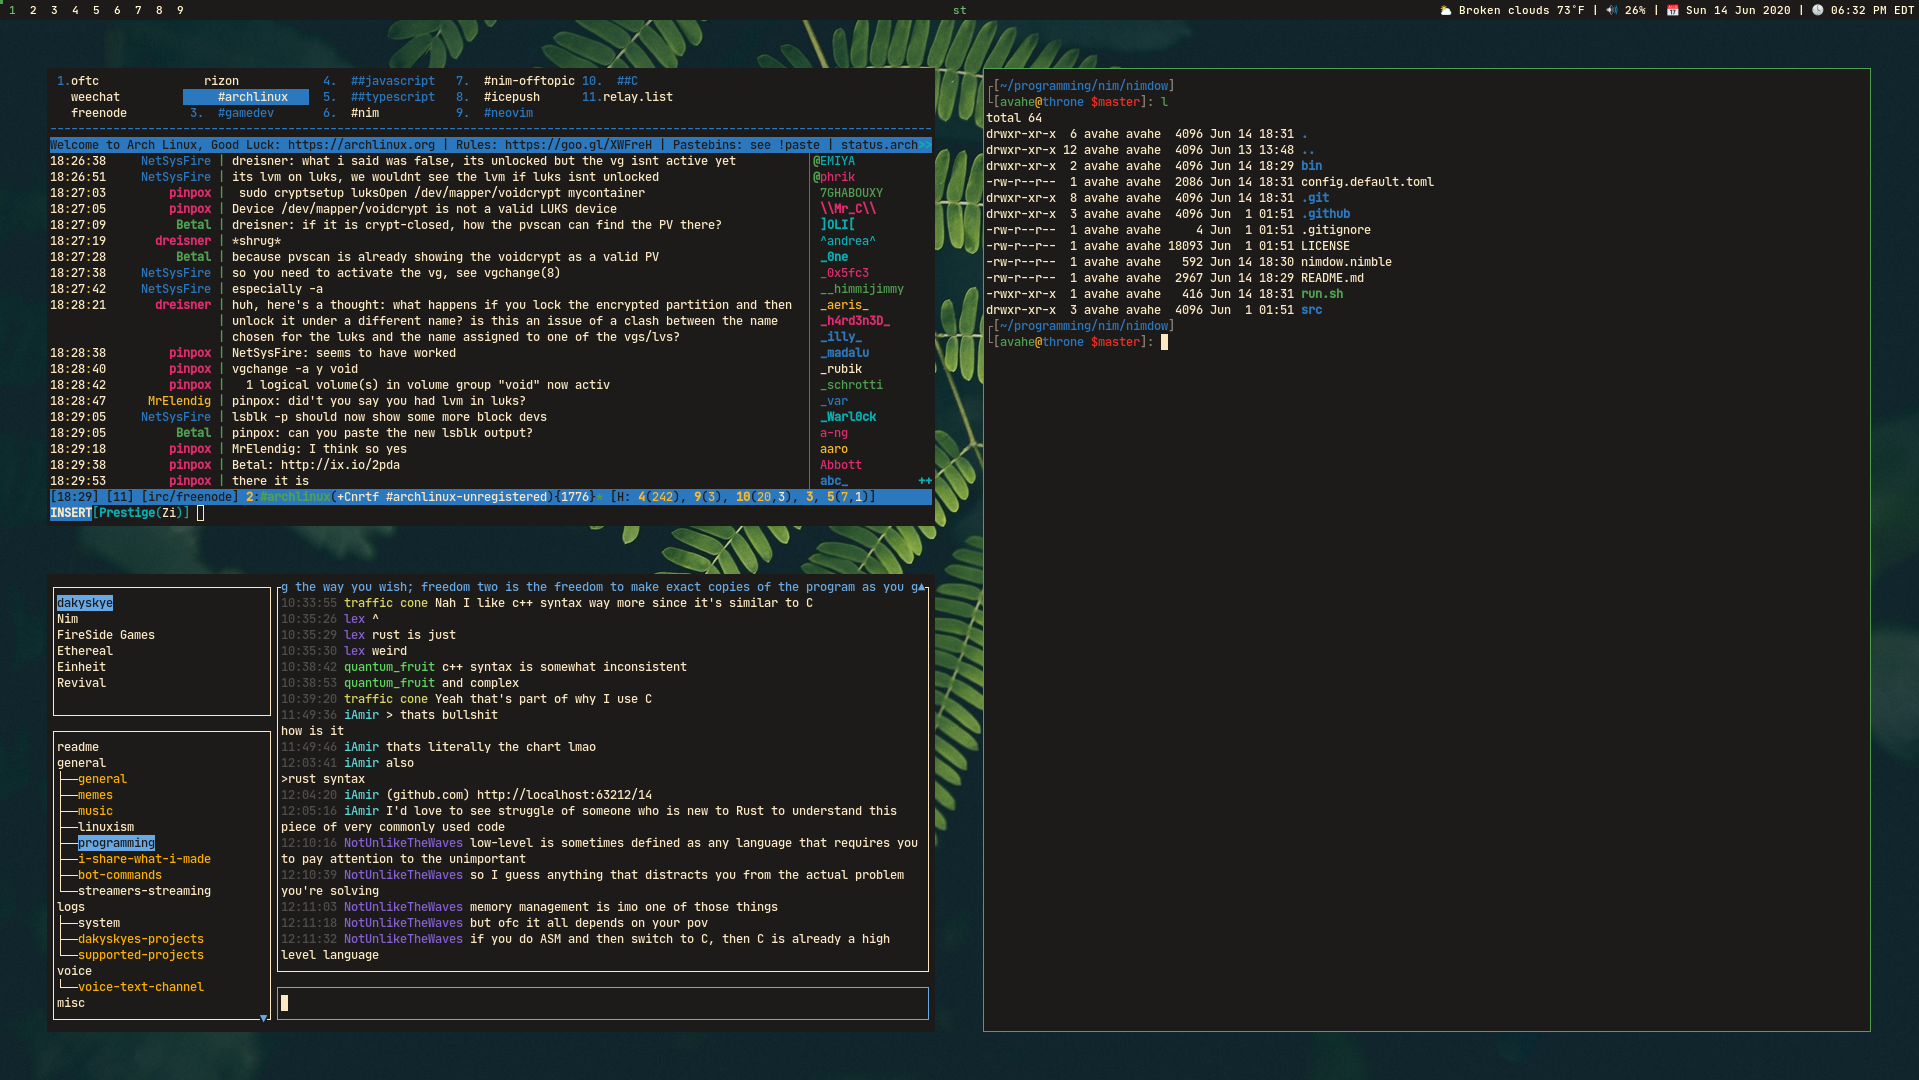 1 2 3 4 5 6 7 8 9
st
Broken clouds 73°F | 26% | Sun 14 Jun 2020 | 06:32 PM EDT
1.oftc rizon 4. ##javascript 7. #nim-offtopic 10. ##C
weechat #archlinux 5. ##typescript 8. #icepush 11.relay.list
freenode 3. #gamedev 6. #nim 9. #neovim
Welcome to Arch Linux, Good Luck: https://archlinux.org | Rules: https://goo.gl/XWFreH | Pastebins: see !paste | status.arch>>
18:26:38 NetSysFire | dreisner: what i said was false, its unlocked but the vg isnt active yet
18:26:51 NetSysFire | its lvm on luks, we wouldnt see the lvm if luks isnt unlocked
18:27:03 pinpox | sudo cryptsetup luksOpen /dev/mapper/voidcrypt mycontainer
18:27:05 pinpox | Device /dev/mapper/voidcrypt is not a valid LUKS device
18:27:09 Betal | dreisner: if it is crypt-closed, how the pvscan can find the PV there?
18:27:19 dreisner | *shrug*
18:27:28 Betal | because pvscan is already showing the voidcrypt as a valid PV
18:27:38 NetSysFire | so you need to activate the vg, see vgchange(8)
18:27:42 NetSysFire | especially -a
18:28:21 dreisner | huh, here's a thought: what happens if you lock the encrypted partition and then
| unlock it under a different name? is this an issue of a clash between the name
| chosen for the luks and the name assigned to one of the vgs/lvs?
18:28:38 pinpox | NetSysFire: seems to have worked
18:28:40 pinpox | vgchange -a y void
18:28:42 pinpox | 1 logical volume(s) in volume group "void" now activ
18:28:47 MrElendig | pinpox: did't you say you had lvm in luks?
18:29:05 NetSysFire | lsblk -p should now show some more block devs
18:29:05 Betal | pinpox: can you paste the new lsblk output?
18:29:18 pinpox | MrElendig: I think so yes
18:29:38 pinpox | Betal: http://ix.io/2pda
18:29:53 pinpox | there it is
@EMIYA
@phrik
7GHABOUXY
\\Mr_C\\
]OLI[
^andrea^
_0ne
_0x5fc3
__himmijimmy
_aeris_
_h4rd3n3D_
_illy_
_madalu
_rubik
_schrotti
_var
_Warl0ck
a-ng
aaro
Abbott
abc_ ++
[18:29] [11] [irc/freenode] 2:#archlinux(+Cnrtf #archlinux-unregistered){1776}* [H: 4(242), 9(3), 10(20,3), 3, 5(7,1)]
INSERT[Prestige(Zi)]
dakyskye
Nim
FireSide Games
Ethereal
Einheit
Revival
readme
general
general
memes
music
linuxism
programming
i-share-what-i-made
bot-commands
streamers-streaming
logs
system
dakyskyes-projects
supported-projects
voice
voice-text-channel
misc
g the way you wish; freedom two is the freedom to make exact copies of the program as you g
10:33:55 traffic cone Nah I like c++ syntax way more since it's similar to C
10:35:26 lex ^
10:35:29 lex rust is just
10:35:30 lex weird
10:38:42 quantum_fruit c++ syntax is somewhat inconsistent
10:38:53 quantum_fruit and complex
10:39:20 traffic cone Yeah that's part of why I use C
11:49:36 iAmir > thats bullshit
how is it
11:49:46 iAmir thats literally the chart lmao
12:03:41 iAmir also
>rust syntax
12:04:20 iAmir (github.com) http://localhost:63212/14
12:05:16 iAmir I'd love to see struggle of someone who is new to Rust to understand this
piece of very commonly used code
12:10:16 NotUnlikeTheWaves low-level is sometimes defined as any language that requires you
to pay attention to the unimportant
12:10:39 NotUnlikeTheWaves so I guess anything that distracts you from the actual problem
you're solving
12:11:03 NotUnlikeTheWaves memory management is imo one of those things
12:11:18 NotUnlikeTheWaves but ofc it all depends on your pov
12:11:32 NotUnlikeTheWaves if you do ASM and then switch to C, then C is already a high
level language
[~/programming/nim/nimdow]
[avahe@throne $master]: l
total 64
drwxr-xr-x 6 avahe avahe 4096 Jun 14 18:31 .
drwxr-xr-x 12 avahe avahe 4096 Jun 13 13:48 ..
drwxr-xr-x 2 avahe avahe 4096 Jun 14 18:29 bin
-rw-r--r-- 1 avahe avahe 2086 Jun 14 18:31 config.default.toml
drwxr-xr-x 8 avahe avahe 4096 Jun 14 18:31 .git
drwxr-xr-x 3 avahe avahe 4096 Jun 1 01:51 .github
-rw-r--r-- 1 avahe avahe 4 Jun 1 01:51 .gitignore
-rw-r--r-- 1 avahe avahe 18093 Jun 1 01:51 LICENSE
-rw-r--r-- 1 avahe avahe 592 Jun 14 18:30 nimdow.nimble
-rw-r--r-- 1 avahe avahe 2967 Jun 14 18:29 README.md
-rwxr-xr-x 1 avahe avahe 416 Jun 14 18:31 run.sh
drwxr-xr-x 3 avahe avahe 4096 Jun 1 01:51 src
[~/programming/nim/nimdow]
[avahe@throne $master]: